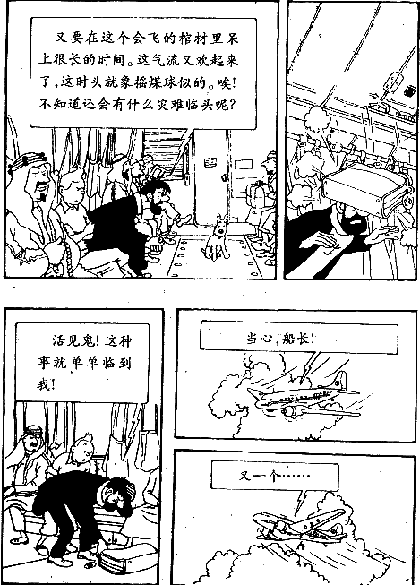 又要在这个会飞的棺材里呆
上很长的时间。这气流又欢起来
了，这时头就象摇煤球似的。唉！
不知道还会有什么灾难临头呢？
活见鬼！这种
事就单单临到
我！
当心，船长！
又一个……